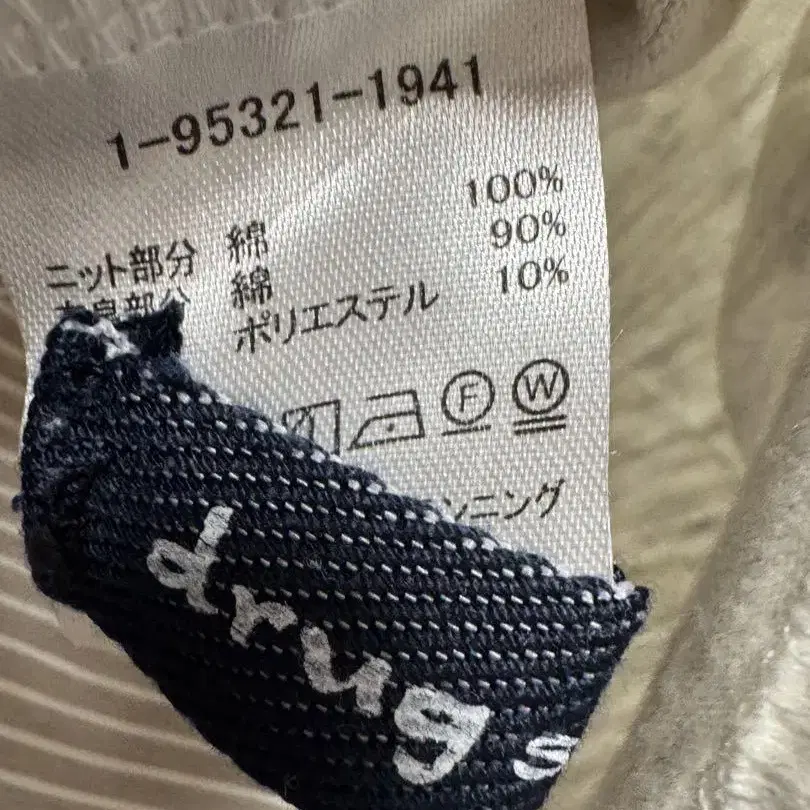 1-95321-1941
ニット部分 綿 100%
綿 90%
ポリエステル 10%
F W
ニング
drug s